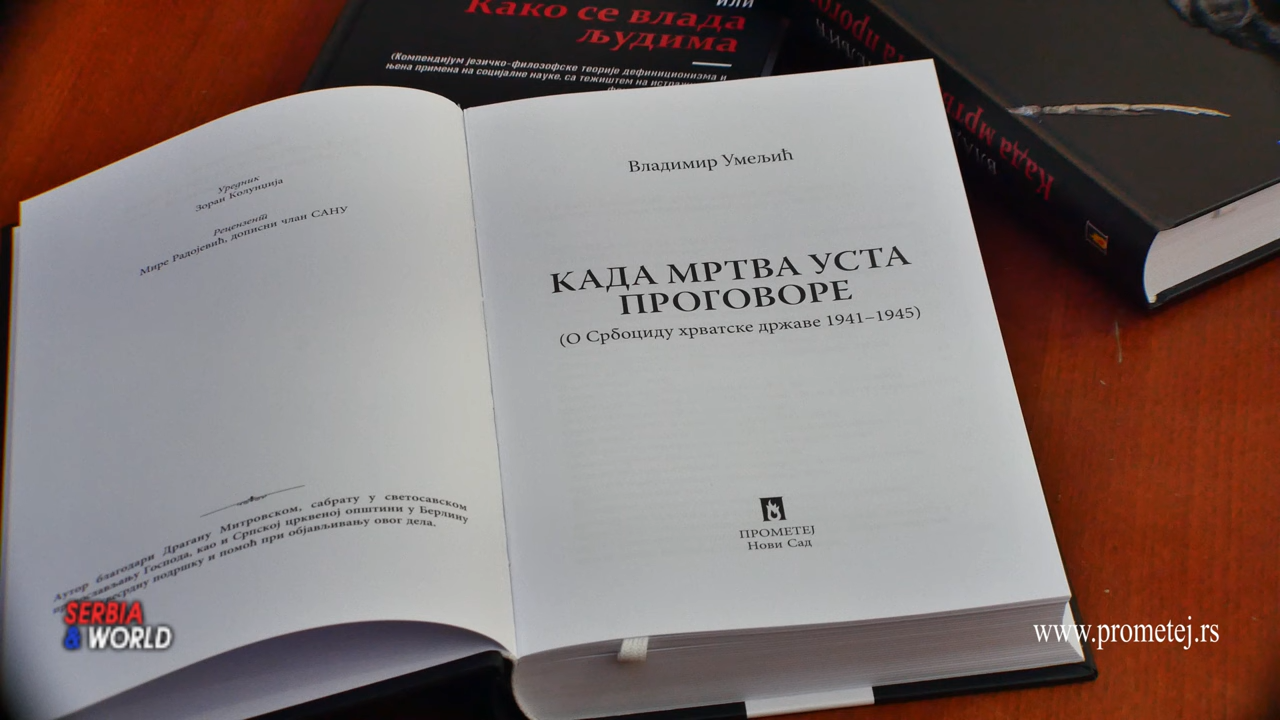 или
Како се влада
људима
(Компендијум језичко-филозофске теорије дефиниционизма и
њена примена на социјалне науке, са тежиштем на
Када мртв
Уредник
Зоран Колунџија
Рецензент
Мире Радојевић, дописни члан САНУ
Аутор благодари Драгану Митровском, сабрату у светосавском
Господа, као и Српској црквеној општини у Берлину
подршку и помоћ при објављивању овог дела.
Владимир Умељић
КАДА МРТВА УСТА
ПРОГОВОРЕ
(О Србоциду хрватске државе 1941–1945)
ПРОМЕТЕЈ
Нови Сад
SERBIA
& WORLD
www.prometej.rs